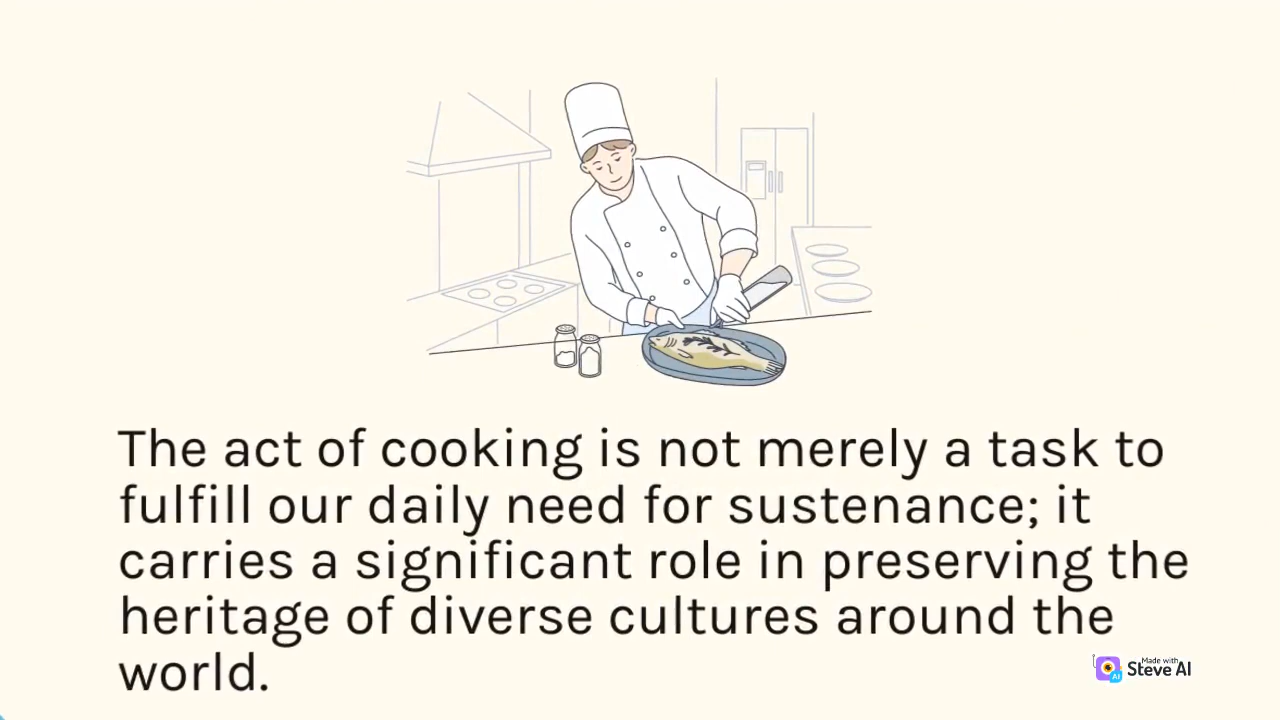 The act of cooking is not merely a task to
fulfill our daily need for sustenance; it
carries a significant role in preserving the
heritage of diverse cultures around the
world.
Made with
AI
Steve AI